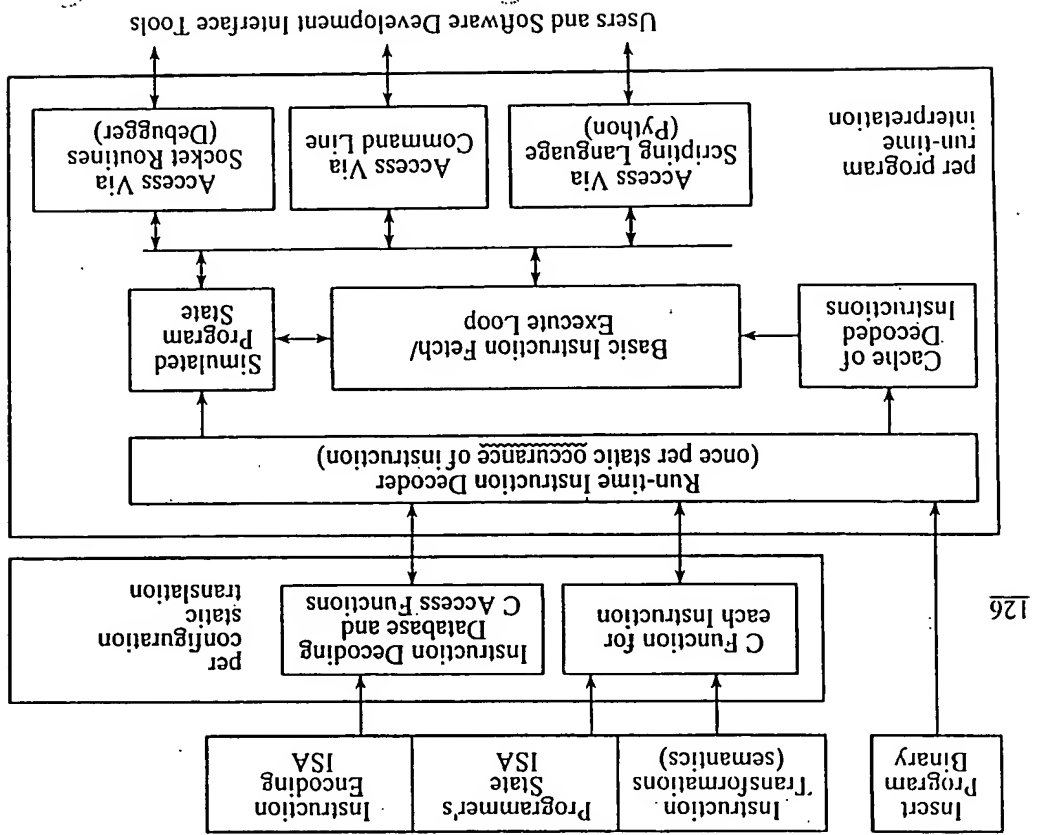 Insert
Program
Binary
Instruction
Transformations
(semantics)
Programmer's
State
ISA
Instruction
Encoding
ISA
126
C Function for
each Instruction
Instruction Decoding
Database and
C Access Functions
per
configuration
static
translation
Run-time Instruction Decoder
(once per static occurance of instruction)
Cache of
Decoded
Instructions
Basic Instruction Fetch/
Execute Loop
Simulated
Program
State
Access Via
Scripting Language
(Python)
Access Via
Command Line
Access Via
Socket Routines
(Debugger)
per program
run-time
interpretation
Users and Software Development Interface Tools